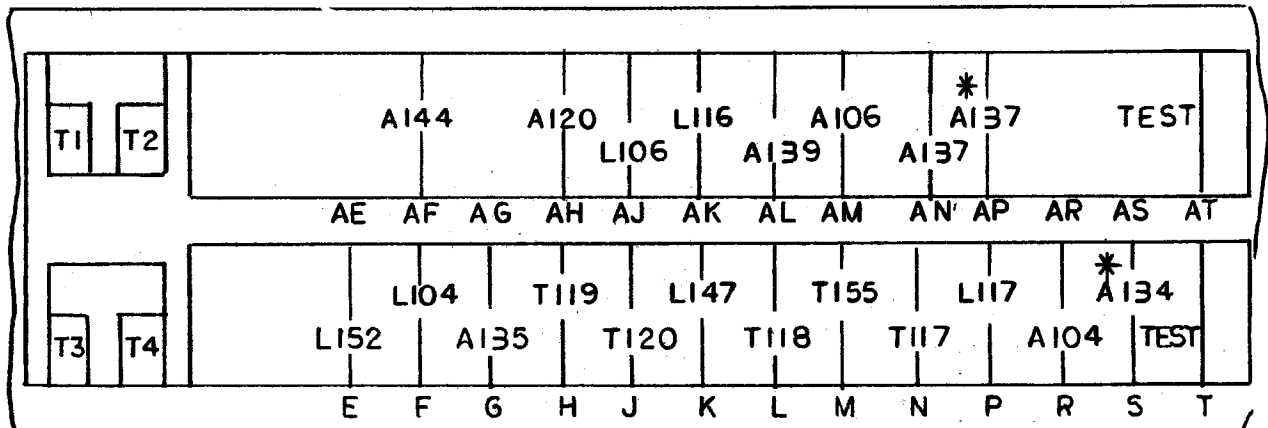 *
A144 A120 L116 A106 A137 TEST
T1 T2
L106 A139 A137
AE AF AG AH AJ AK AL AM AN AP AR AS AT
*
L104 T119 L147 T155 L117 A134
T3 T4 L152 A135 T120 T118 T117 A104 TEST
E F G H J K L M N P R S T